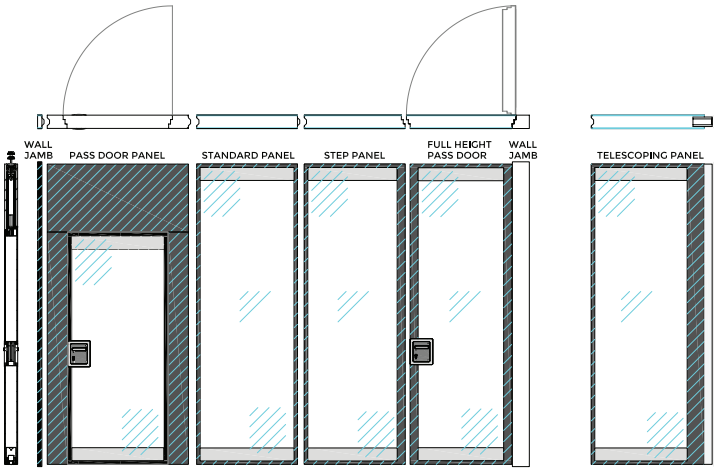 WALL
JAMB
PASS DOOR PANEL
STANDARD PANEL
STEP PANEL
FULL HEIGHT
PASS DOOR
WALL
JAMB
TELESCOPING PANEL